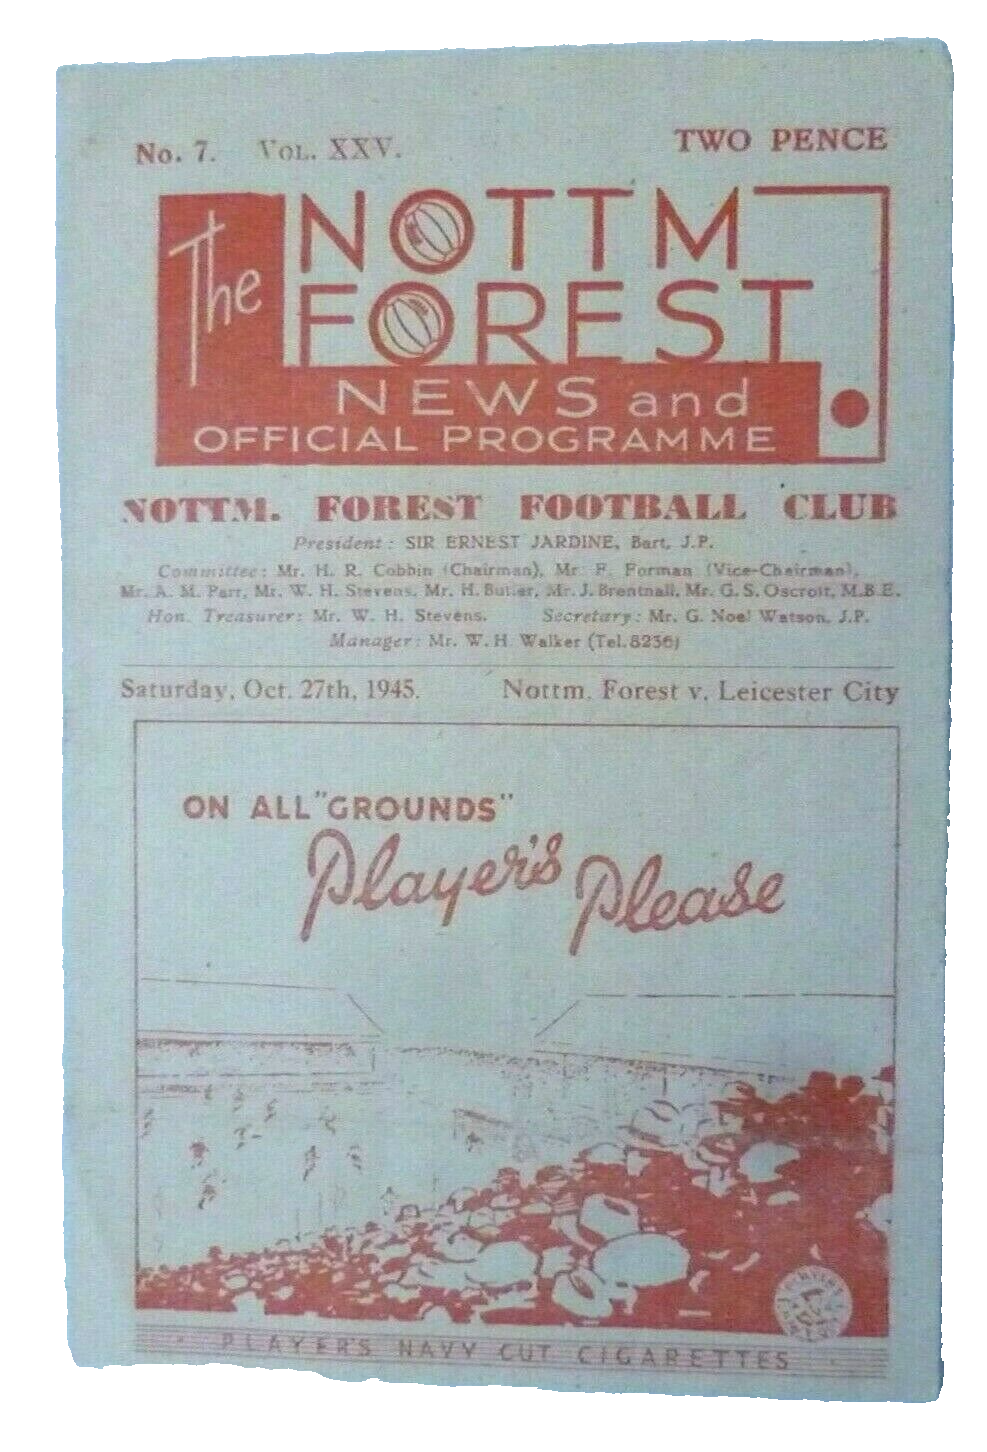 No. 7. VOL. XXV. TWO PENCE
The NOTTM
FOREST
NEWS and
OFFICIAL PROGRAMME
NOTTM. FOREST FOOTBALL CLUB
President: SIR ERNEST JARDINE, Bart, J.P.
Committee: Mr. H. R. Cobbin (Chairman), Mr. F. Forman (Vice-Chairman),
Mr. A. M. Parr, Mr. W. H. Stevens, Mr. H. Butler, Mr. J. Brentnall, Mr. G. S. Oscroft, M.B.E.
Hon. Treasurer: Mr. W. H. Stevens. Secretary: Mr. G. Noel Watson, J.P.
Manager: Mr. W. H. Walker (Tel. 8236)
Saturday, Oct. 27th, 1945. Nottm. Forest v. Leicester City
ON ALL "GROUNDS"
Player's Please
PLAYER'S NAVY CUT CIGARETTES